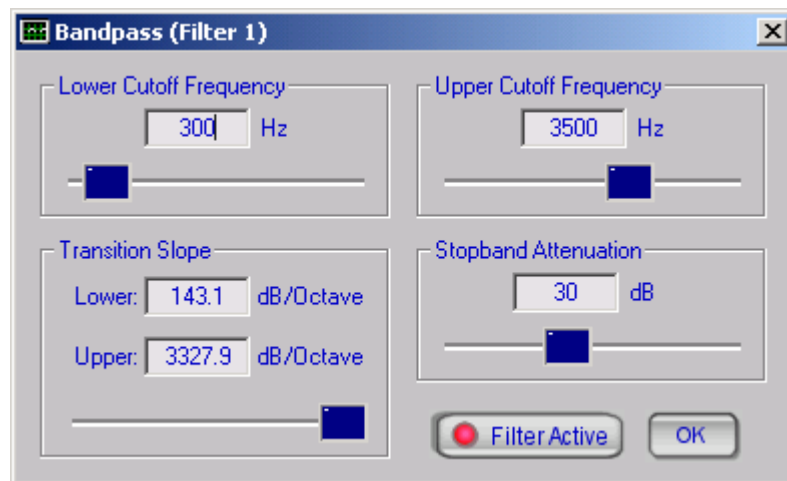 Bandpass (Filter 1)
Lower Cutoff Frequency
300 Hz
Upper Cutoff Frequency
3500 Hz
Transition Slope
Lower: 143.1 dB/Octave
Upper: 3327.9 dB/Octave
Stopband Attenuation
30 dB
Filter Active
OK